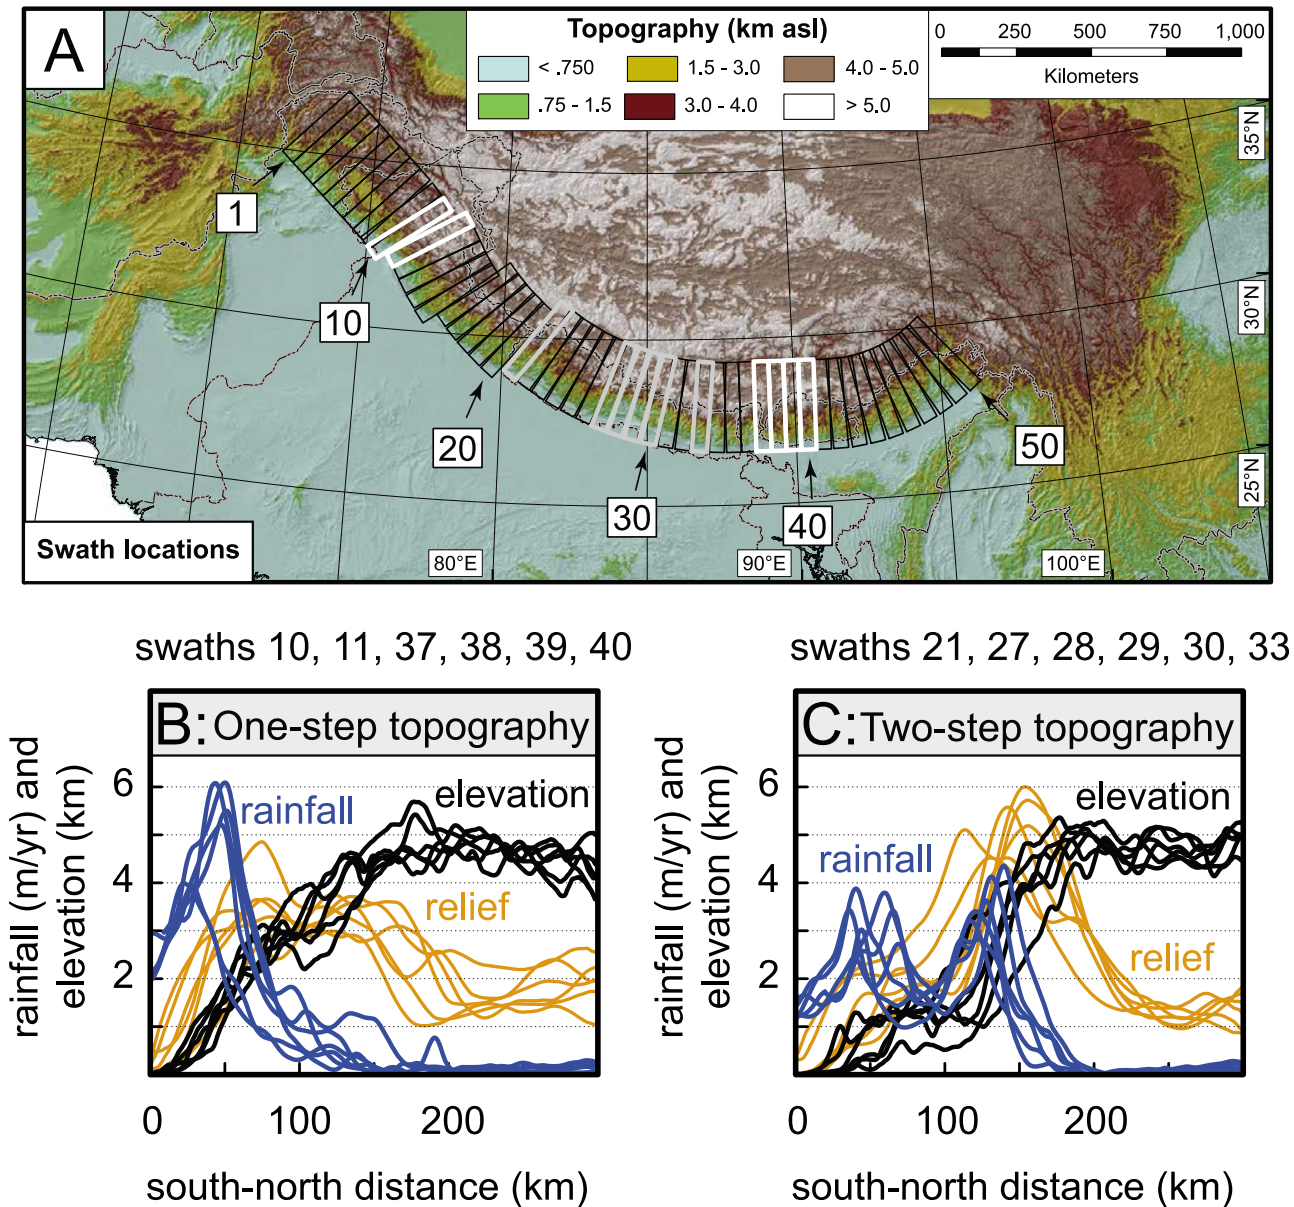 A
Topography (km asl)
< .750
1.5 - 3.0
4.0 - 5.0
.75 - 1.5
3.0 - 4.0
> 5.0
0 250 500 750 1,000
Kilometers
35°N
30°N
25°N
1
10
20
30
40
50
80°E
90°E
100°E
Swath locations
swaths 10, 11, 37, 38, 39, 40
B: One-step topography
rainfall (m/yr) and
elevation (km)
6
4
2
rainfall
elevation
relief
0 100 200
south-north distance (km)
swaths 21, 27, 28, 29, 30, 33
C: Two-step topography
rainfall (m/yr) and
elevation (km)
6
4
2
rainfall
elevation
relief
0 100 200
south-north distance (km)